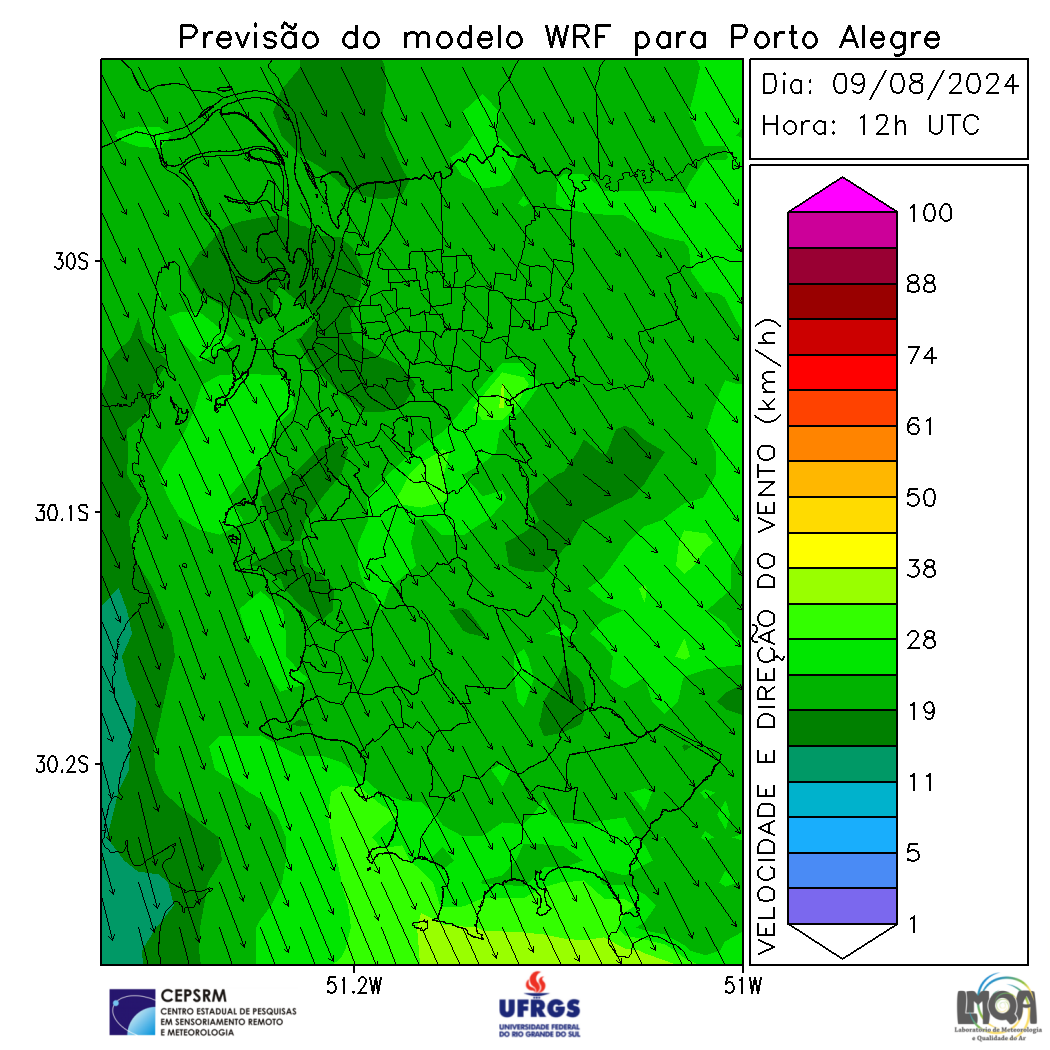 Previsão do modelo WRF para Porto Alegre
Dia: 09/08/2024
Hora: 12h UTC
30S
30.1S
30.2S
51.2W
51W
VELOCIDADE E DIREÇÃO DO VENTO (km/h)
100
88
74
61
50
38
28
19
11
5
1
CEPSRM
CENTRO ESTADUAL DE PESQUISAS
EM SENSORIAMENTO REMOTO
E METEOROLOGIA
UFRGS
UNIVERSIDADE FEDERAL
DO RIO GRANDE DO SUL
LMQA
Laboratório de Meteorologia
e Qualidade do Ar